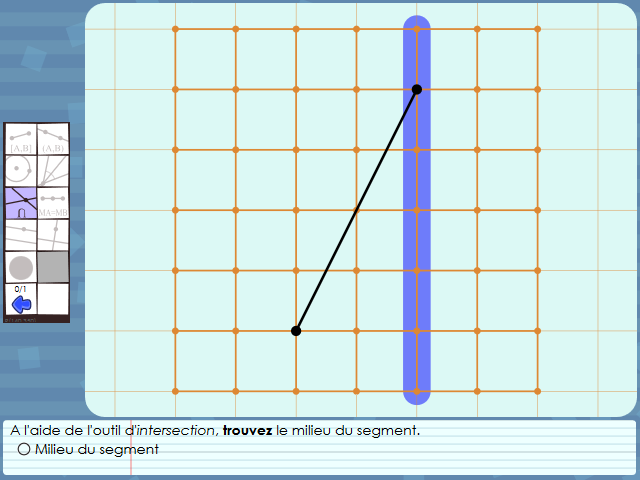 [A,B]
(A,B)
∩
MA=MB
0/1
A l'aide de l'outil d'intersection, trouvez le milieu du segment.
Milieu du segment